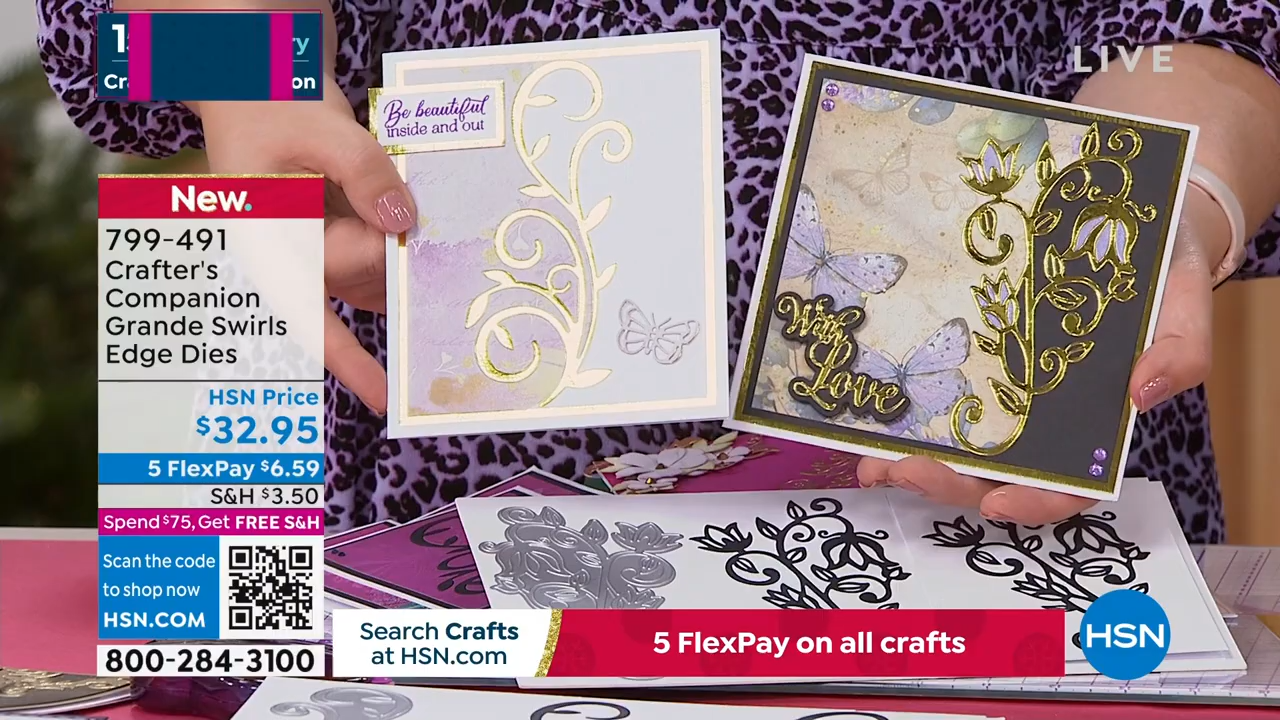 LIVE
Be beautiful
inside and out
With
Love
New.
799-491
Crafter's
Companion
Grande Swirls
Edge Dies
HSN Price
$32.95
5 FlexPay $6.59
S&H $3.50
Spend $75, Get FREE S&H
Scan the code
to shop now
HSN.COM
800-284-3100
Search Crafts
at HSN.com
5 FlexPay on all crafts
HSN